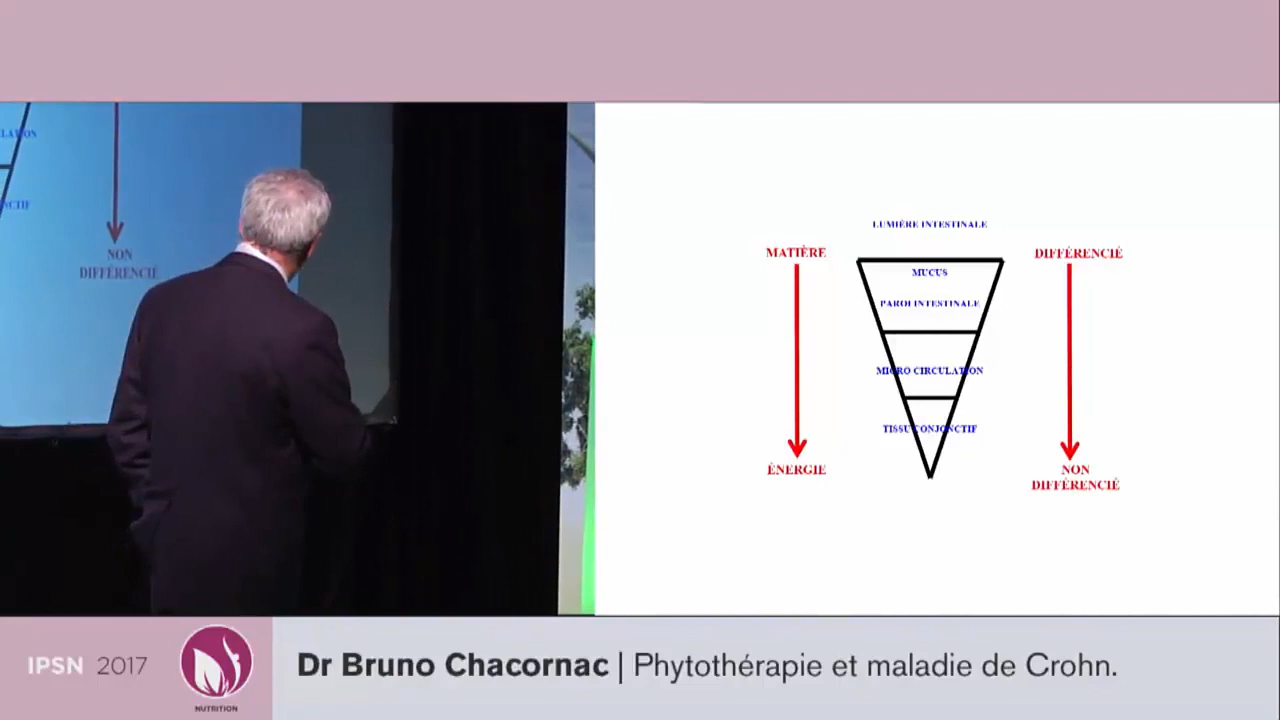 NON
DIFFÉRENCIÉ
LUMIÈRE INTESTINALE
MATIÈRE
DIFFÉRENCIÉ
MUCUS
PAROI INTESTINALE
MICRO CIRCULATION
TISSU CONJONCTIF
ÉNERGIE
NON
DIFFÉRENCIÉ
IPSN 2017
NUTRITION
Dr Bruno Chacornac | Phytothérapie et maladie de Crohn.